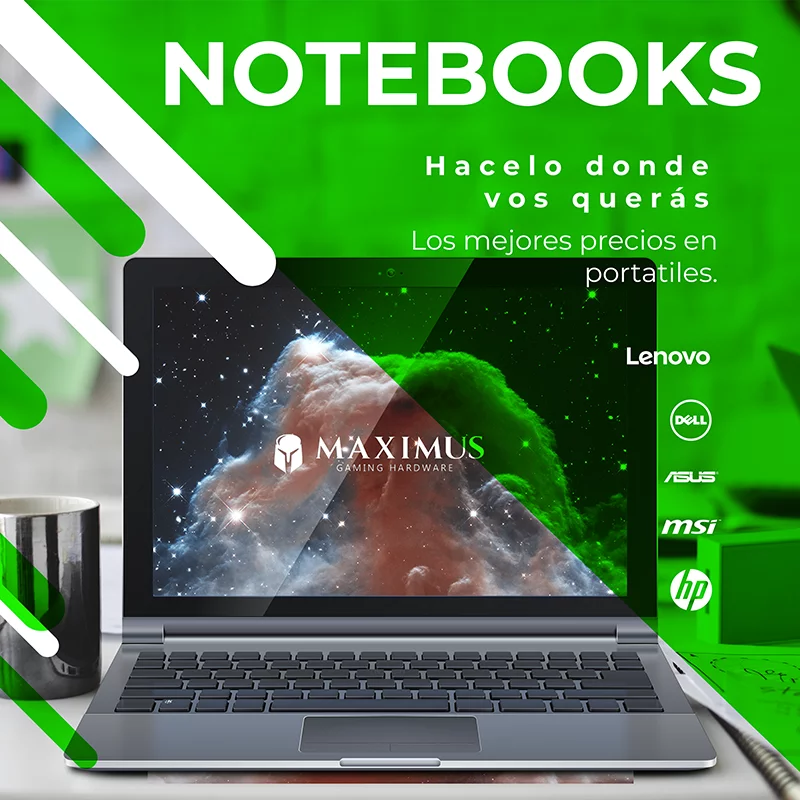 NOTEBOOKS
Hacelo donde
vos querás
Los mejores precios en
portatiles.
Lenovo
DELL
ASUS
msi
hp
MAXIMUS
GAMING HARDWARE